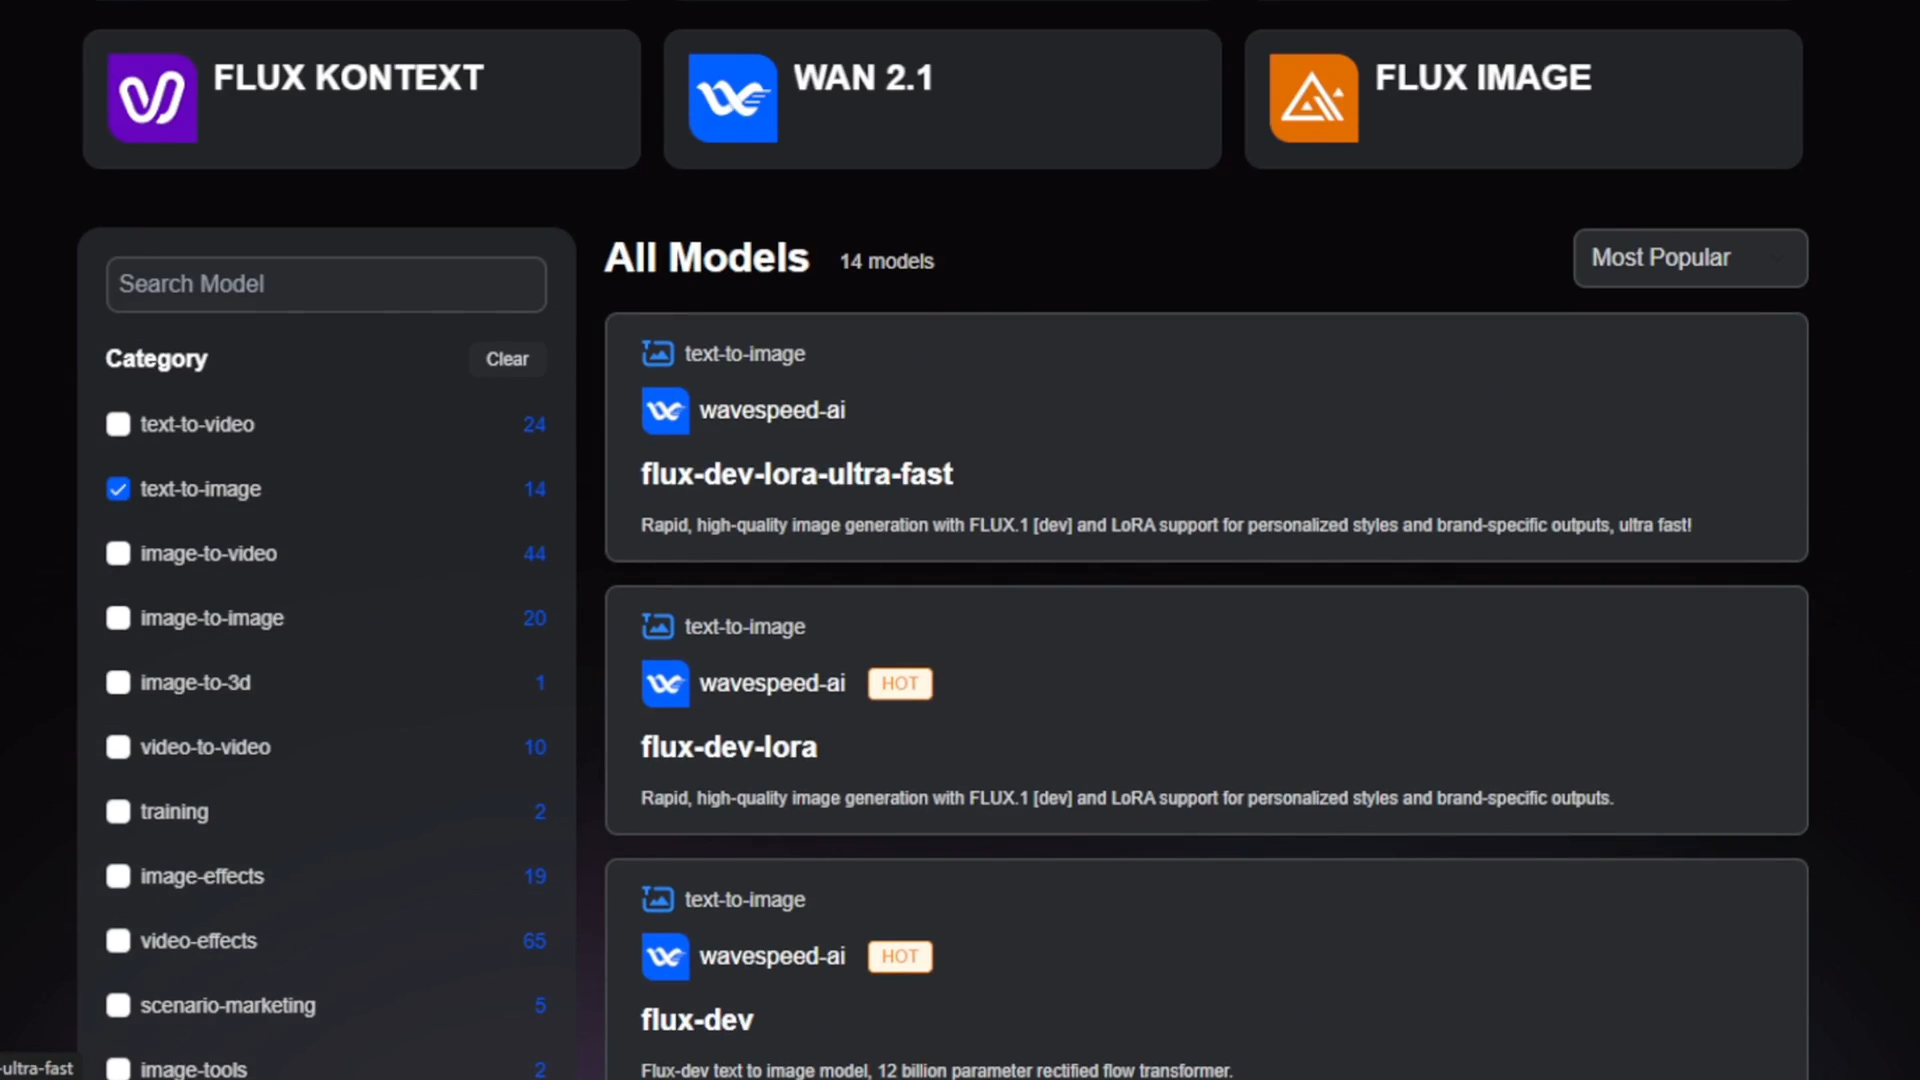 FLUX KONTEXT
WAN 2.1
FLUX IMAGE
Search Model
Category
Clear
text-to-video 24
text-to-image 14
image-to-video 44
image-to-image 20
image-to-3d 1
video-to-video 10
training 2
image-effects 19
video-effects 65
scenario-marketing 5
image-tools 2
-ultra-fast
All Models 14 models
Most Popular
text-to-image
wavespeed-ai
flux-dev-lora-ultra-fast
Rapid, high-quality image generation with FLUX.1 [dev] and LoRA support for personalized styles and brand-specific outputs, ultra fast!
text-to-image
wavespeed-ai HOT
flux-dev-lora
Rapid, high-quality image generation with FLUX.1 [dev] and LoRA support for personalized styles and brand-specific outputs.
text-to-image
wavespeed-ai HOT
flux-dev
Flux-dev text to image model, 12 billion parameter rectified flow transformer.